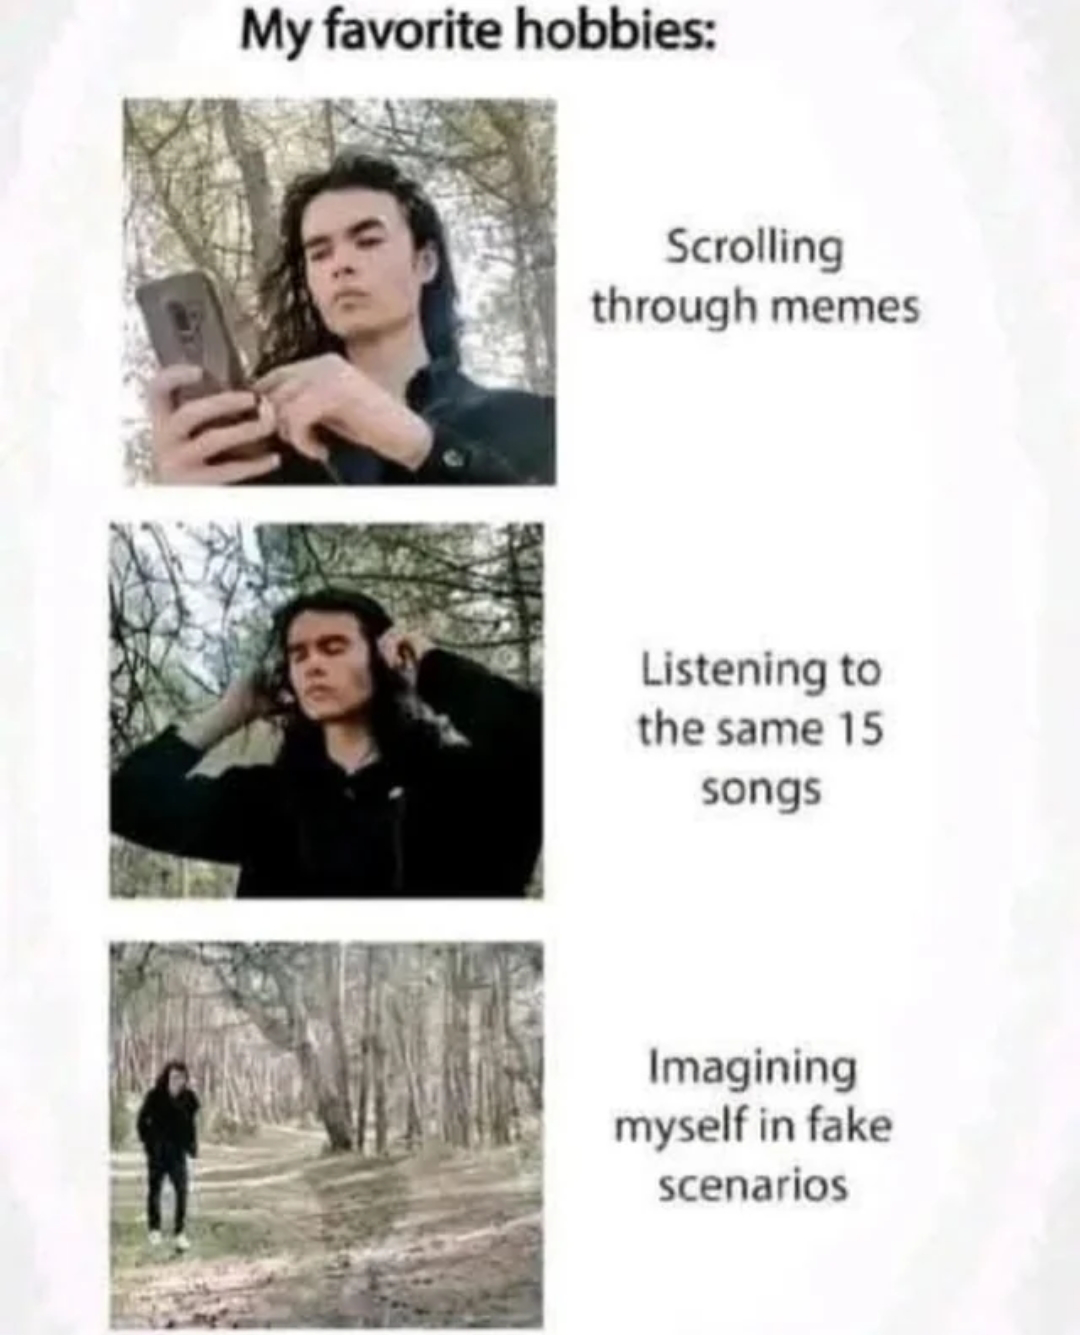 My favorite hobbies:
Scrolling
through memes
Listening to
the same 15
songs
Imagining
myself in fake
scenarios